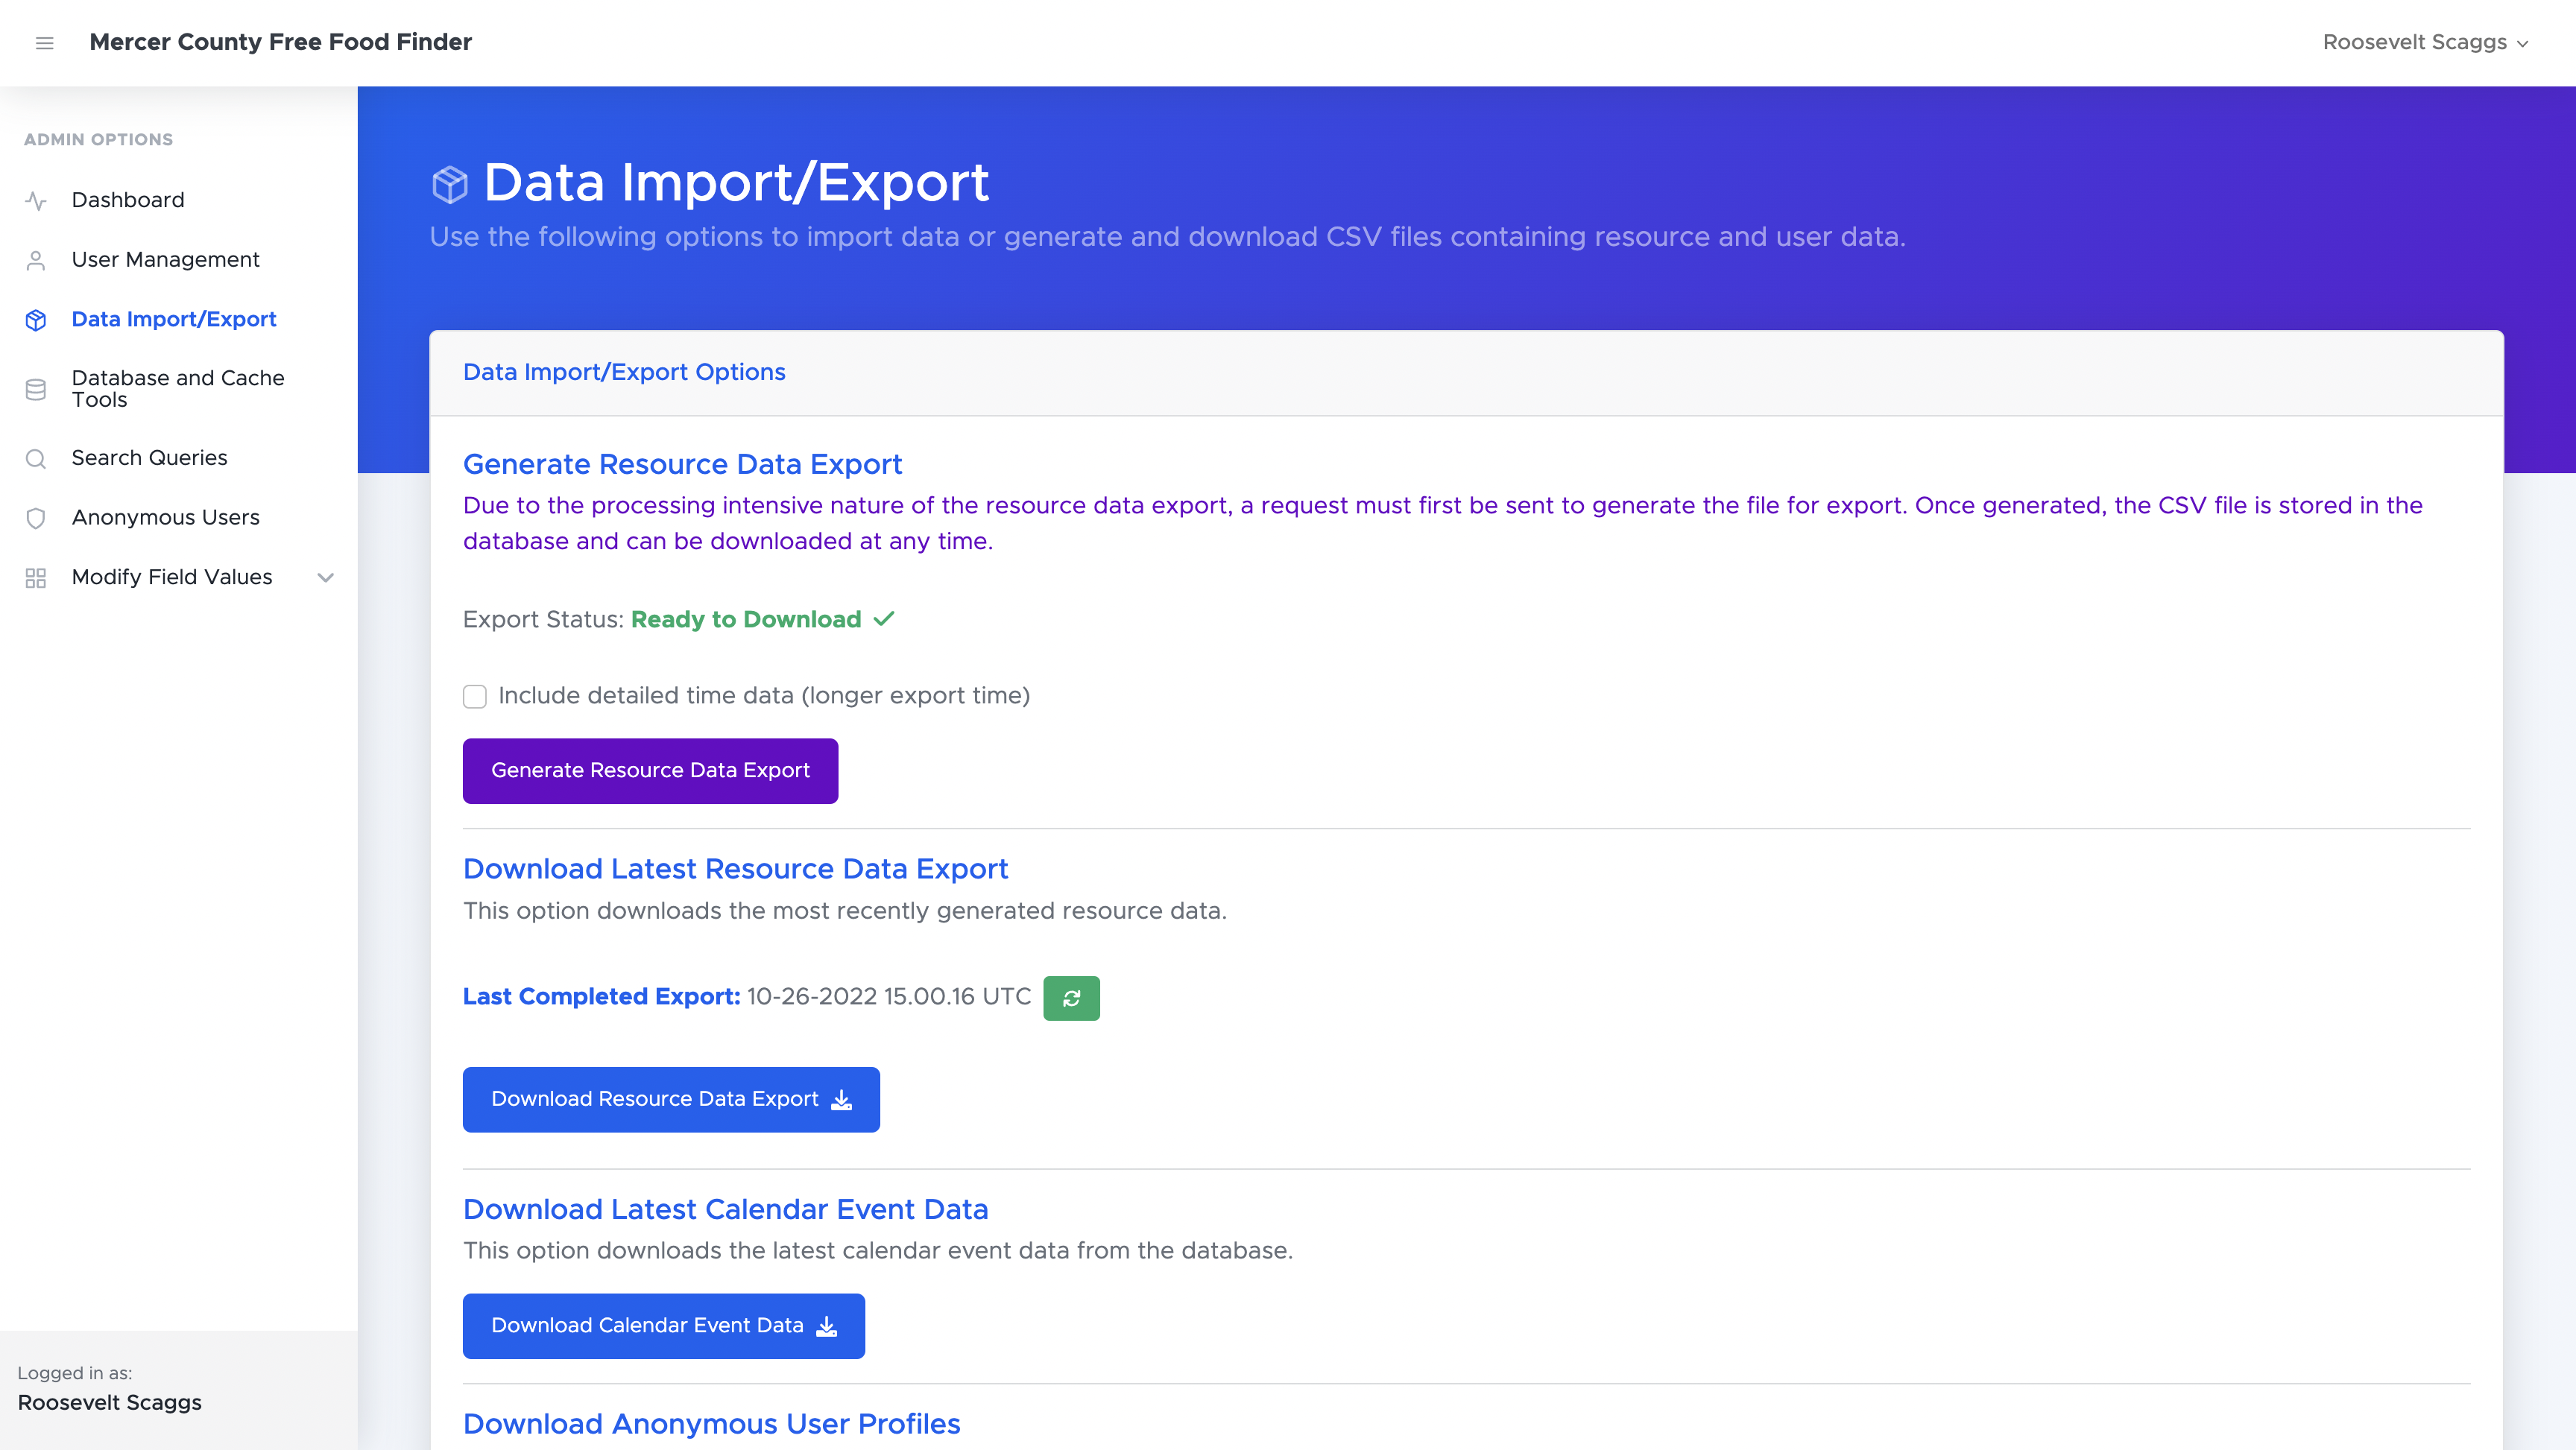 Mercer County Free Food Finder
Roosevelt Scaggs
ADMIN OPTIONS
Dashboard
User Management
Data Import/Export
Database and Cache
Tools
Search Queries
Anonymous Users
Modify Field Values
Logged in as:
Roosevelt Scaggs
Data Import/Export
Use the following options to import data or generate and download CSV files containing resource and user data.
Data Import/Export Options
Generate Resource Data Export
Due to the processing intensive nature of the resource data export, a request must first be sent to generate the file for export. Once generated, the CSV file is stored in the
database and can be downloaded at any time.
Export Status: Ready to Download
Include detailed time data (longer export time)
Generate Resource Data Export
Download Latest Resource Data Export
This option downloads the most recently generated resource data.
Last Completed Export: 10-26-2022 15.00.16 UTC
Download Resource Data Export
Download Latest Calendar Event Data
This option downloads the latest calendar event data from the database.
Download Calendar Event Data
Download Anonymous User Profiles